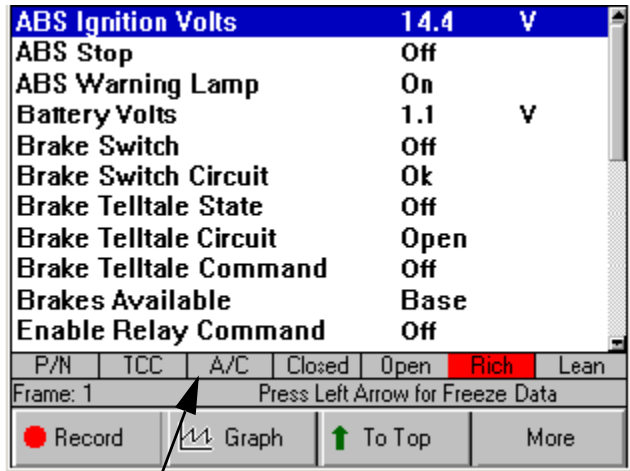 ABS Ignition Volts 14.4 V
ABS Stop Off
ABS Warning Lamp On
Battery Volts 1.1 V
Brake Switch Off
Brake Switch Circuit Ok
Brake Telltale State Off
Brake Telltale Circuit Open
Brake Telltale Command Off
Brakes Available Base
Enable Relay Command Off
P/N TCC A/C Closed Open Rich Lean
Frame: 1 Press Left Arrow for Freeze Data
Record Graph To Top More